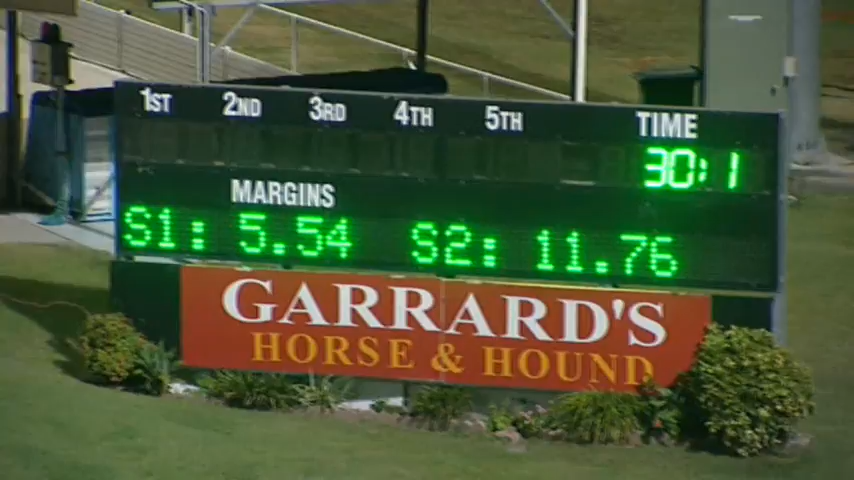 1ST 2ND 3RD 4TH 5TH TIME
30:1
MARGINS
S1: 5.54 S2: 11.76
GARRARD'S
HORSE & HOUND